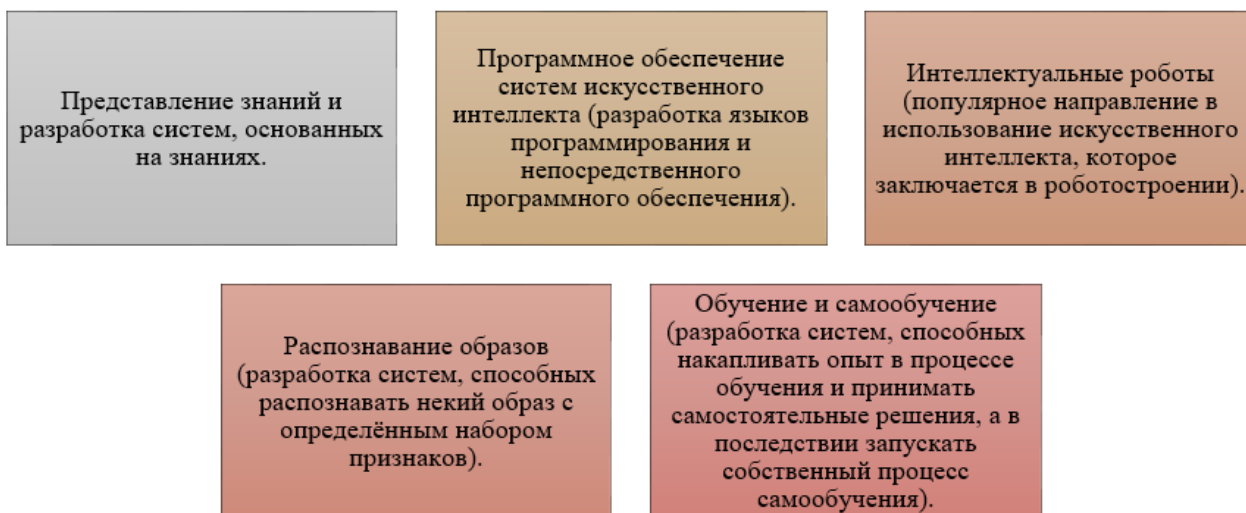 Представление знаний и
разработка систем, основанных
на знаниях.
Программное обеспечение
систем искусственного
интеллекта (разработка языков
программирования и
непосредственного
программного обеспечения).
Интеллектуальные роботы
(популярное направление в
использование искусственного
интеллекта, которое
заключается в роботостроении).
Распознавание образов
(разработка систем, способных
распознавать некий образ с
определённым набором
признаков).
Обучение и самообучение
(разработка систем, способных
накапливать опыт в процессе
обучения и принимать
самостоятельные решения, а в
последствии запускать
собственный процесс
самообучения).